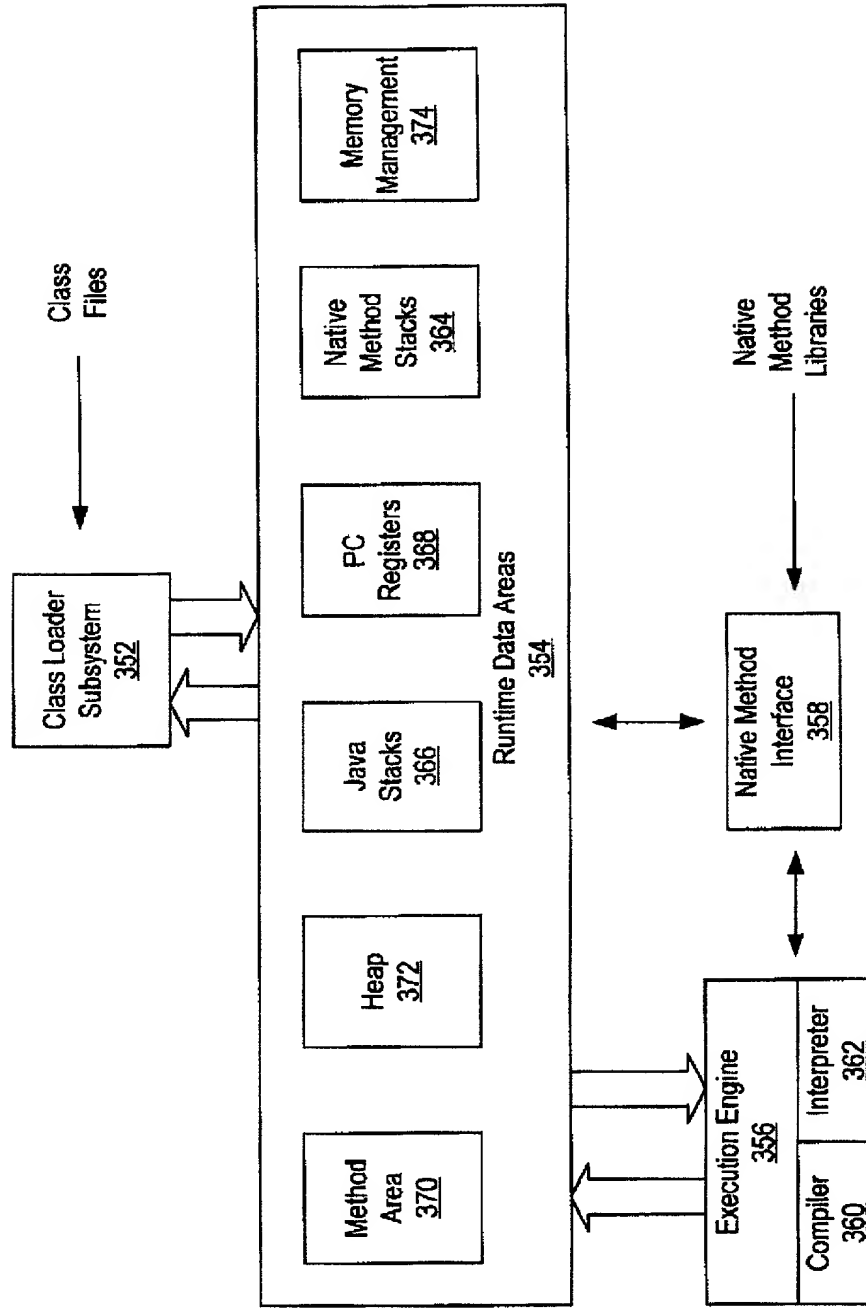 Class Loader
Subsystem
352
Class
Files
Method
Area
370
Heap
372
Java
Stacks
366
PC
Registers
368
Native
Method
Stacks
364
Memory
Management
374
Runtime Data Areas
354
Execution Engine
356
Compiler
360
Interpreter
362
Native Method
Interface
358
Native
Method
Libraries